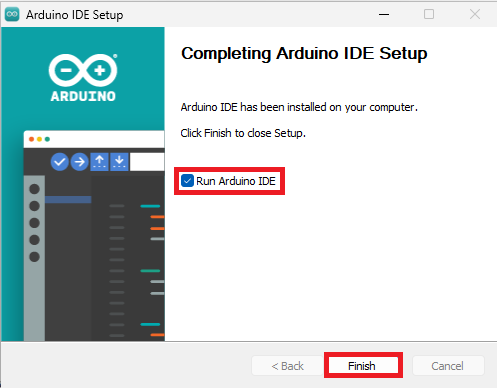 Arduino IDE Setup
ARDUINO
Completing Arduino IDE Setup
Arduino IDE has been installed on your computer.
Click Finish to close Setup.
Run Arduino IDE
< Back
Finish
Cancel